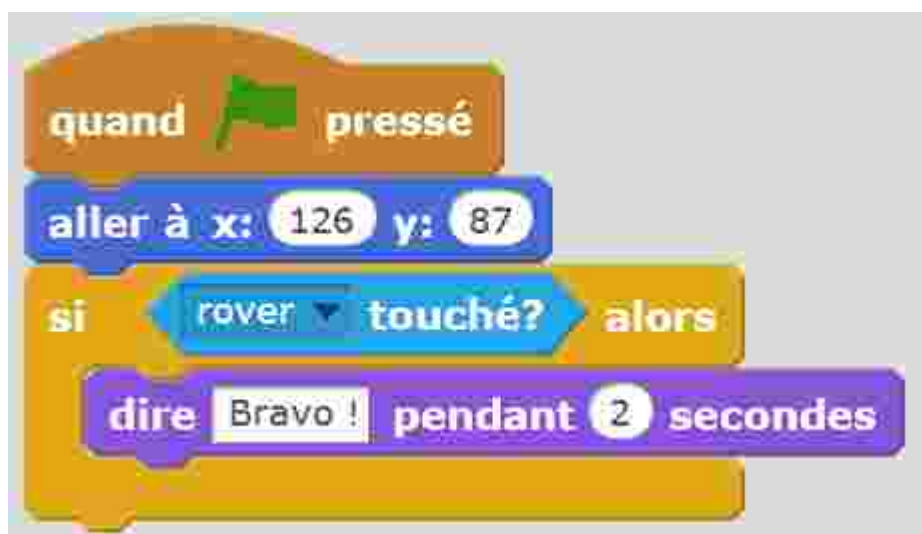 quand pressé
aller à x: 126 y: 87
si rover touché? alors
dire Bravo ! pendant 2 secondes